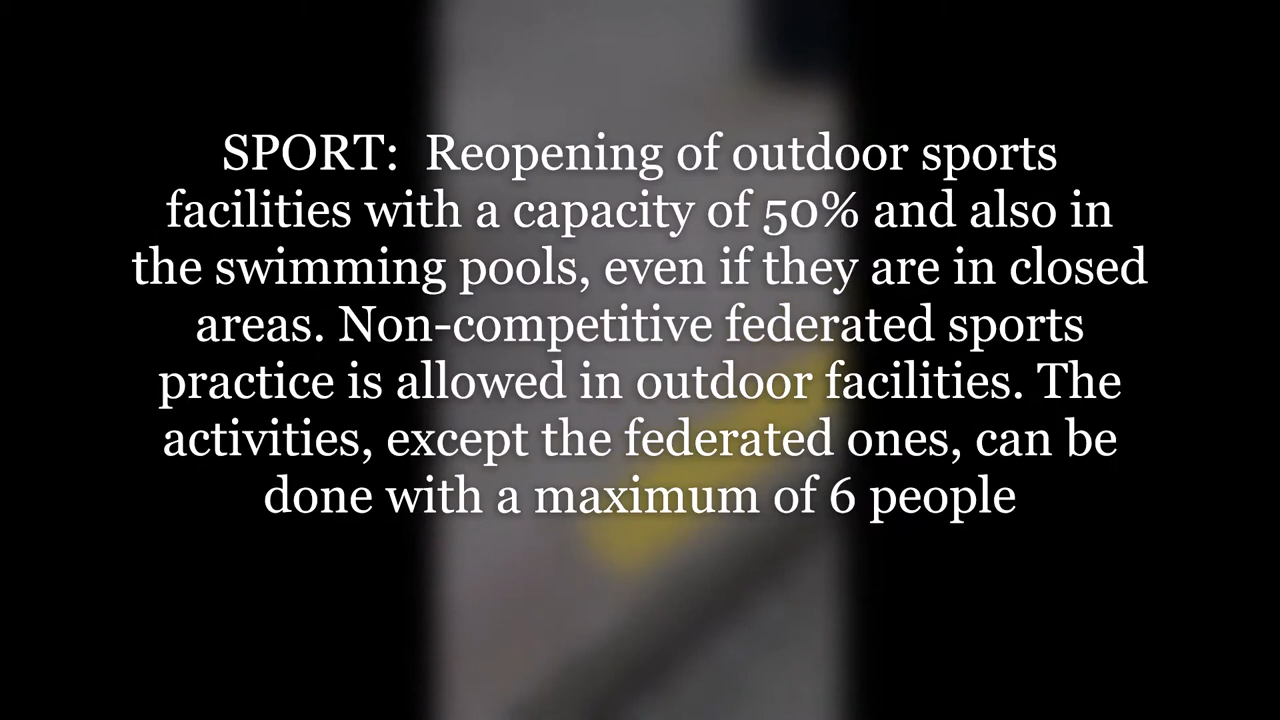 SPORT:  Reopening of outdoor sports
facilities with a capacity of 50% and also in
the swimming pools, even if they are in closed
areas. Non-competitive federated sports
practice is allowed in outdoor facilities. The
activities, except the federated ones, can be
done with a maximum of 6 people